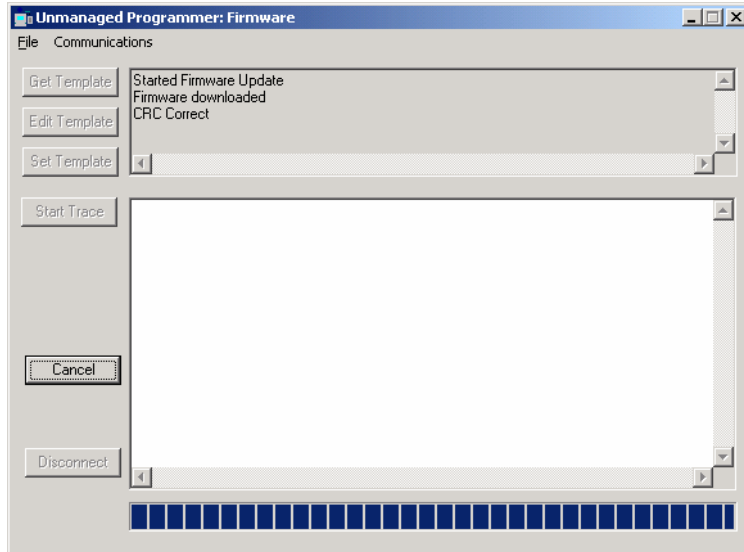 Unmanaged Programmer: Firmware
File Communications
Get Template
Started Firmware Update
Firmware downloaded
CRC Correct
Edit Template
Set Template
Start Trace
Cancel
Disconnect